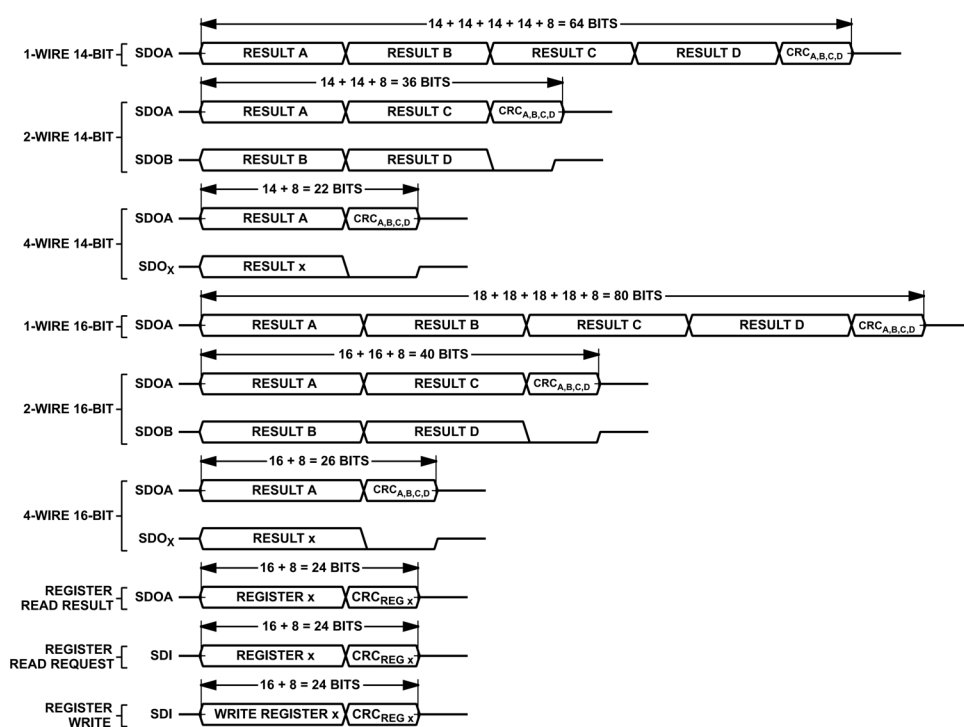 14 + 14 + 14 + 14 + 8 = 64 BITS
1-WIRE 14-BIT SDOA RESULT A RESULT B RESULT C RESULT D CRCA,B,C,D
14 + 14 + 8 = 36 BITS
SDOA RESULT A RESULT C CRCA,B,C,D
2-WIRE 14-BIT
SDOB RESULT B RESULT D
14 + 8 = 22 BITS
SDOA RESULT A CRCA,B,C,D
4-WIRE 14-BIT
SDOX RESULT x
18 + 18 + 18 + 18 + 8 = 80 BITS
1-WIRE 16-BIT SDOA RESULT A RESULT B RESULT C RESULT D CRCA,B,C,D
16 + 16 + 8 = 40 BITS
SDOA RESULT A RESULT C CRCA,B,C,D
2-WIRE 16-BIT
SDOB RESULT B RESULT D
16 + 8 = 26 BITS
SDOA RESULT A CRCA,B,C,D
4-WIRE 16-BIT
SDOX RESULT x
16 + 8 = 24 BITS
REGISTER
READ RESULT SDOA REGISTER x CRCREG x
16 + 8 = 24 BITS
REGISTER
READ REQUEST SDI REGISTER x CRCREG x
16 + 8 = 24 BITS
REGISTER
WRITE SDI WRITE REGISTER x CRCREG x